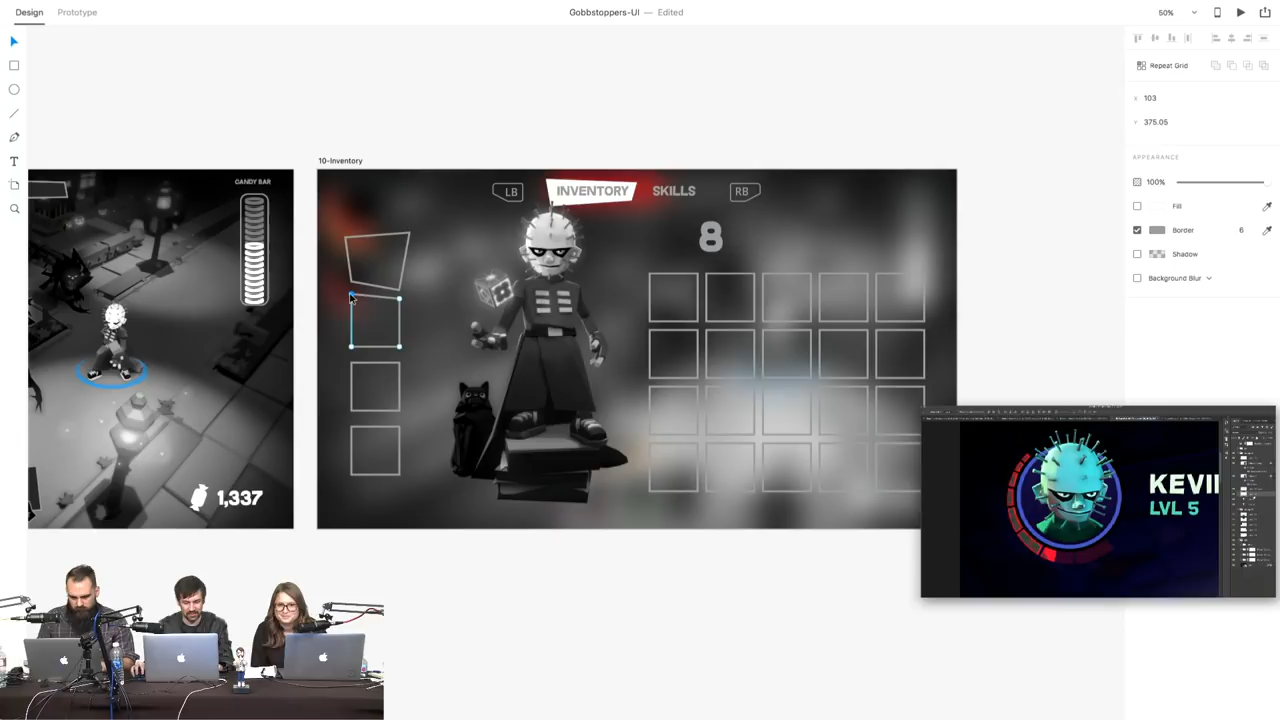 Design Prototype
Gobbstoppers-UI — Edited
50%
Repeat Grid
X 103
Y 375.05
APPEARANCE
100%
Fill
Border 6
Shadow
Background Blur
CANDY BAR
1,337
10-Inventory
LB INVENTORY SKILLS RB
8
KEVI
LVL 5